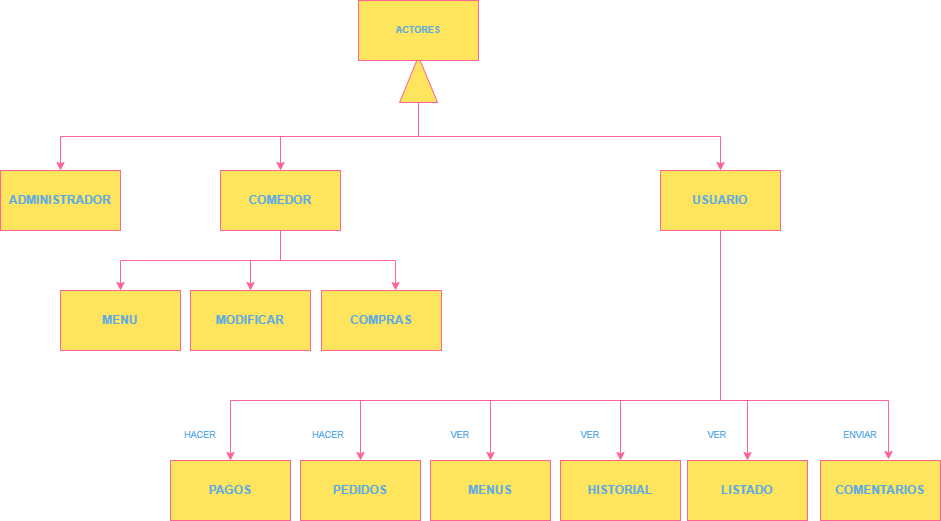 ACTORES
ADMINISTRADOR
COMEDOR
USUARIO
MENU
MODIFICAR
COMPRAS
HACER
HACER
VER
VER
VER
ENVIAR
PAGOS
PEDIDOS
MENUS
HISTORIAL
LISTADO
COMENTARIOS